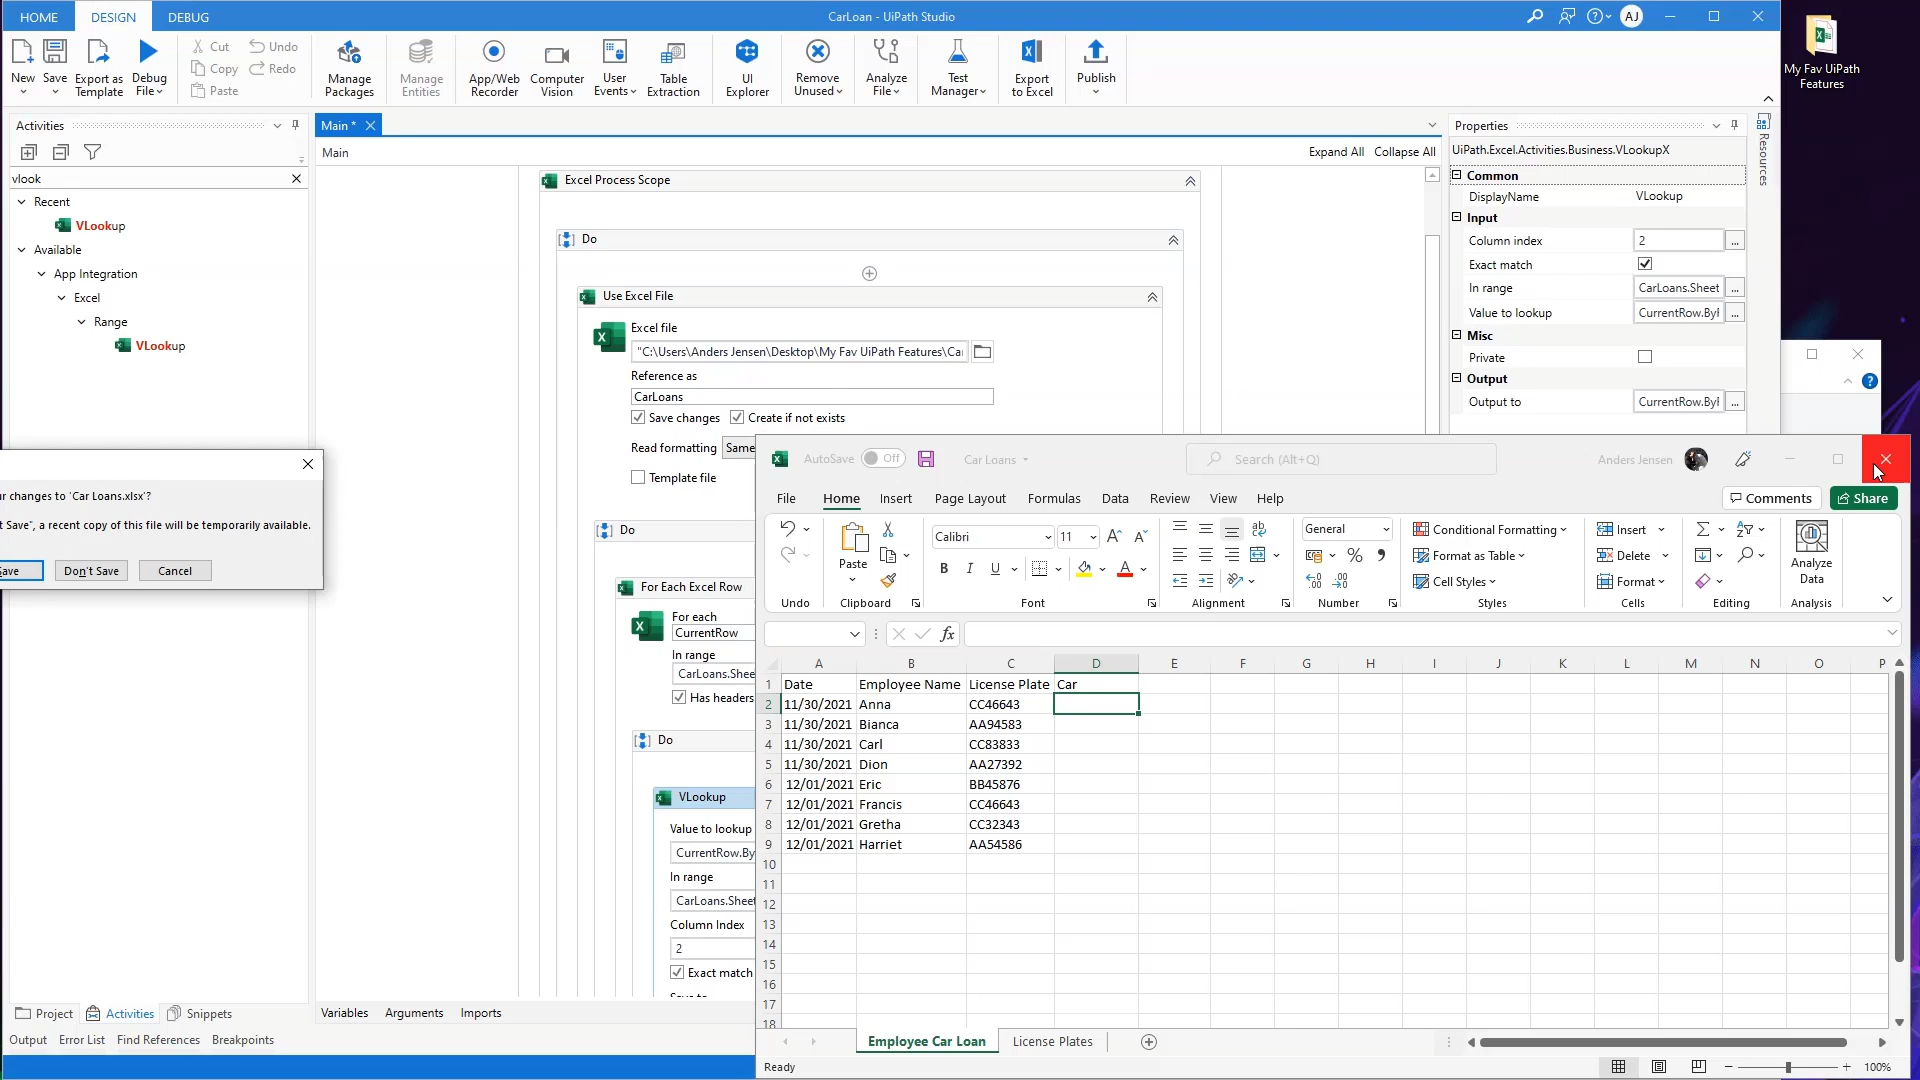 HOME DESIGN DEBUG
CarLoan - UiPath Studio
AJ
New
Save
Export as Template
Debug File
Cut
Copy
Paste
Undo
Redo
Manage Packages
Manage Entities
App/Web Recorder
Computer Vision
User Events
Table Extraction
UI Explorer
Remove Unused
Analyze File
Test Manager
Export to Excel
Publish
My Fav UiPath
Features
Activities
vlook
Recent
VLookup
Available
App Integration
Excel
Range
VLookup
Main *
Main
Expand All Collapse All
Excel Process Scope
Do
Use Excel File
Excel file
"C:\Users\Anders Jensen\Desktop\My Fav UiPath Features\Ca
Reference as
CarLoans
Save changes Create if not exists
Read formatting Same
Template file
Do
For Each Excel Row
For each
CurrentRow
In range
CarLoans.Shee
Has headers
Do
VLookup
Value to lookup
CurrentRow.By
In range
CarLoans.Sheet
Column Index
2
Exact match
Properties
UiPath.Excel.Activities.Business.VLookupX
Common
DisplayName VLookup
Input
Column index 2 ...
Exact match
In range CarLoans.Sheet ...
Value to lookup CurrentRow.ByF ...
Misc
Private
Output
Output to CurrentRow.ByF ...
Resources
r changes to 'Car Loans.xlsx'?
t Save", a recent copy of this file will be temporarily available.
Save Don't Save Cancel
Project Activities Snippets
Output Error List Find References Breakpoints
Variables Arguments Imports
AutoSave Off Car Loans Search (Alt+Q) Anders Jensen
File Home Insert Page Layout Formulas Data Review View Help Comments Share
Paste
Calibri 11
B I U
General
Conditional Formatting
Format as Table
Cell Styles
Insert
Delete
Format
Analyze Data
Undo Clipboard Font Alignment Number Styles Cells Editing Analysis
fx
A B C D E F G H I J K L M N O P
1 Date Employee Name License Plate Car
2 11/30/2021 Anna CC46643
3 11/30/2021 Bianca AA94583
4 11/30/2021 Carl CC83833
5 11/30/2021 Dion AA27392
6 12/01/2021 Eric BB45876
7 12/01/2021 Francis CC46643
8 12/01/2021 Gretha CC32343
9 12/01/2021 Harriet AA54586
10
11
12
13
14
15
16
17
18
Employee Car Loan License Plates
Ready 100%